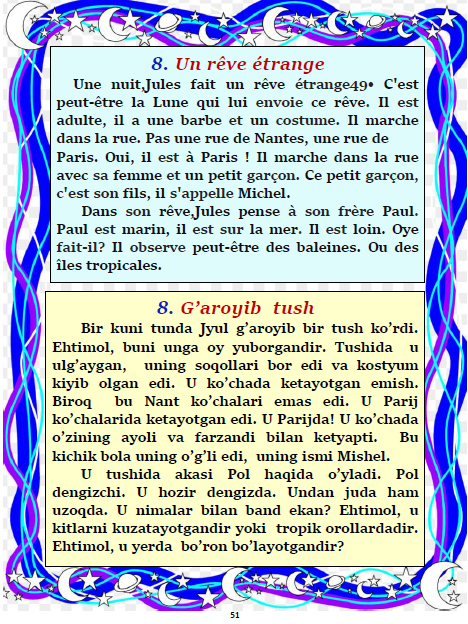 8. Un rêve étrange
Une nuit,Jules fait un rêve étrange49• C'est
peut-être la Lune qui lui envoie ce rêve. Il est
adulte, il a une barbe et un costume. Il marche
dans la rue. Pas une rue de Nantes, une rue de
Paris. Oui, il est à Paris ! Il marche dans la rue
avec sa femme et un petit garçon. Ce petit garçon,
c'est son fils, il s'appelle Michel.
Dans son rêve,Jules pense à son frère Paul.
Paul est marin, il est sur la mer. Il est loin. Oye
fait-il? Il observe peut-être des baleines. Ou des
îles tropicales.
8. G’aroyib tush
Bir kuni tunda Jyul g’aroyib bir tush ko’rdi.
Ehtimol, buni unga oy yuborgandir. Tushida u
ulg’aygan, uning soqollari bor edi va kostyum
kiyib olgan edi. U ko’chada ketayotgan emish.
Biroq bu Nant ko’chalari emas edi. U Parij
ko’chalarida ketyotgan edi. U Parijda! U ko’chada
o’zining ayoli va farzandi bilan ketyapti. Bu
kichik bola uning o’g’li edi, uning ismi Mishel.
U tushida akasi Pol haqida o’yladi. Pol
dengizchi. U hozir dengizda. Undan juda ham
uzoqda. U nimalar bilan band ekan? Ehtimol, u
kitlarni kuzatayotgandir yoki tropik orollardadir.
Ehtimol, u yerda bo’ron bo’layotgandir?
51